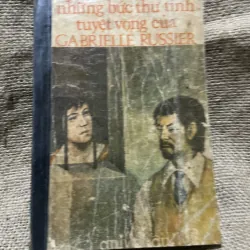 những bức thư tình
tuyệt vọng của
GABRIELLE RUSSIER